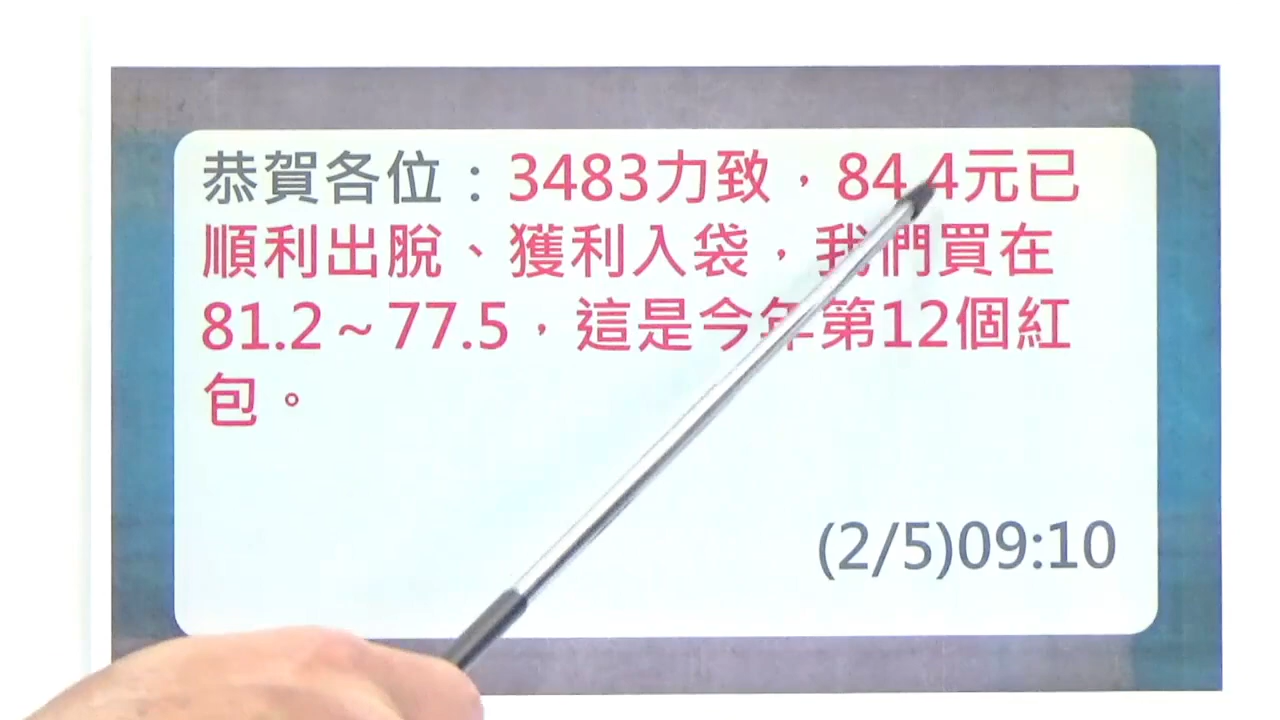 恭賀各位：3483力致，84.4元已
順利出脫、獲利入袋，我們買在
81.2～77.5，這是今年第12個紅
包。
(2/5)09:10